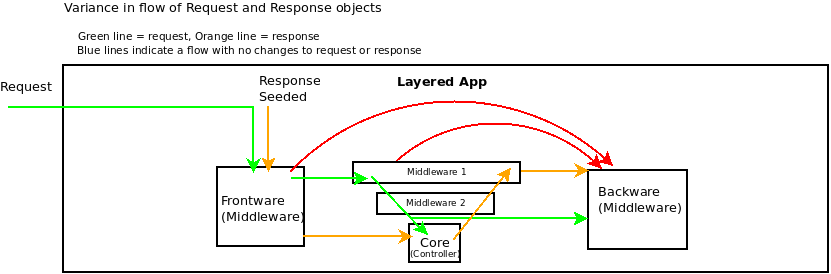 Variance in flow of Request and Response objects
Green line = request, Orange line = response
Blue lines indicate a flow with no changes to request or response
Request
Response
Seeded
Layered App
Frontware
(Middleware)
Middleware 1
Middleware 2
Core
(Controller)
Backware
(Middleware)